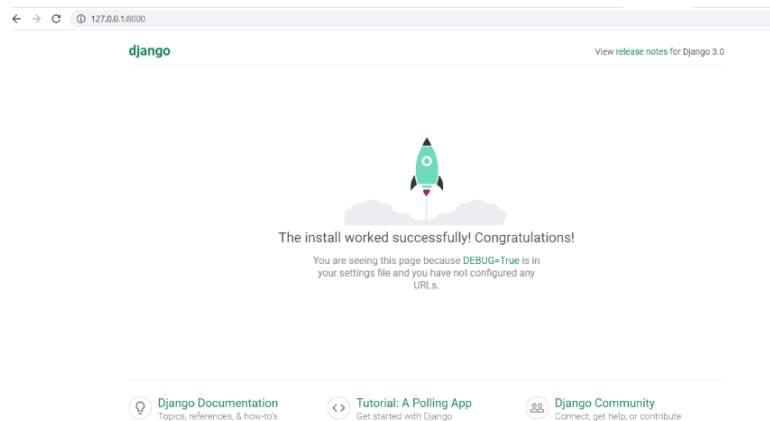 127.0.0.1:8000
django
View release notes for Django 3.0
The install worked successfully! Congratulations!
You are seeing this page because DEBUG=True is in
your settings file and you have not configured any
URLs.
Django Documentation
Topics, references, & how-to's
Tutorial: A Polling App
Get started with Django
Django Community
Connect, get help, or contribute